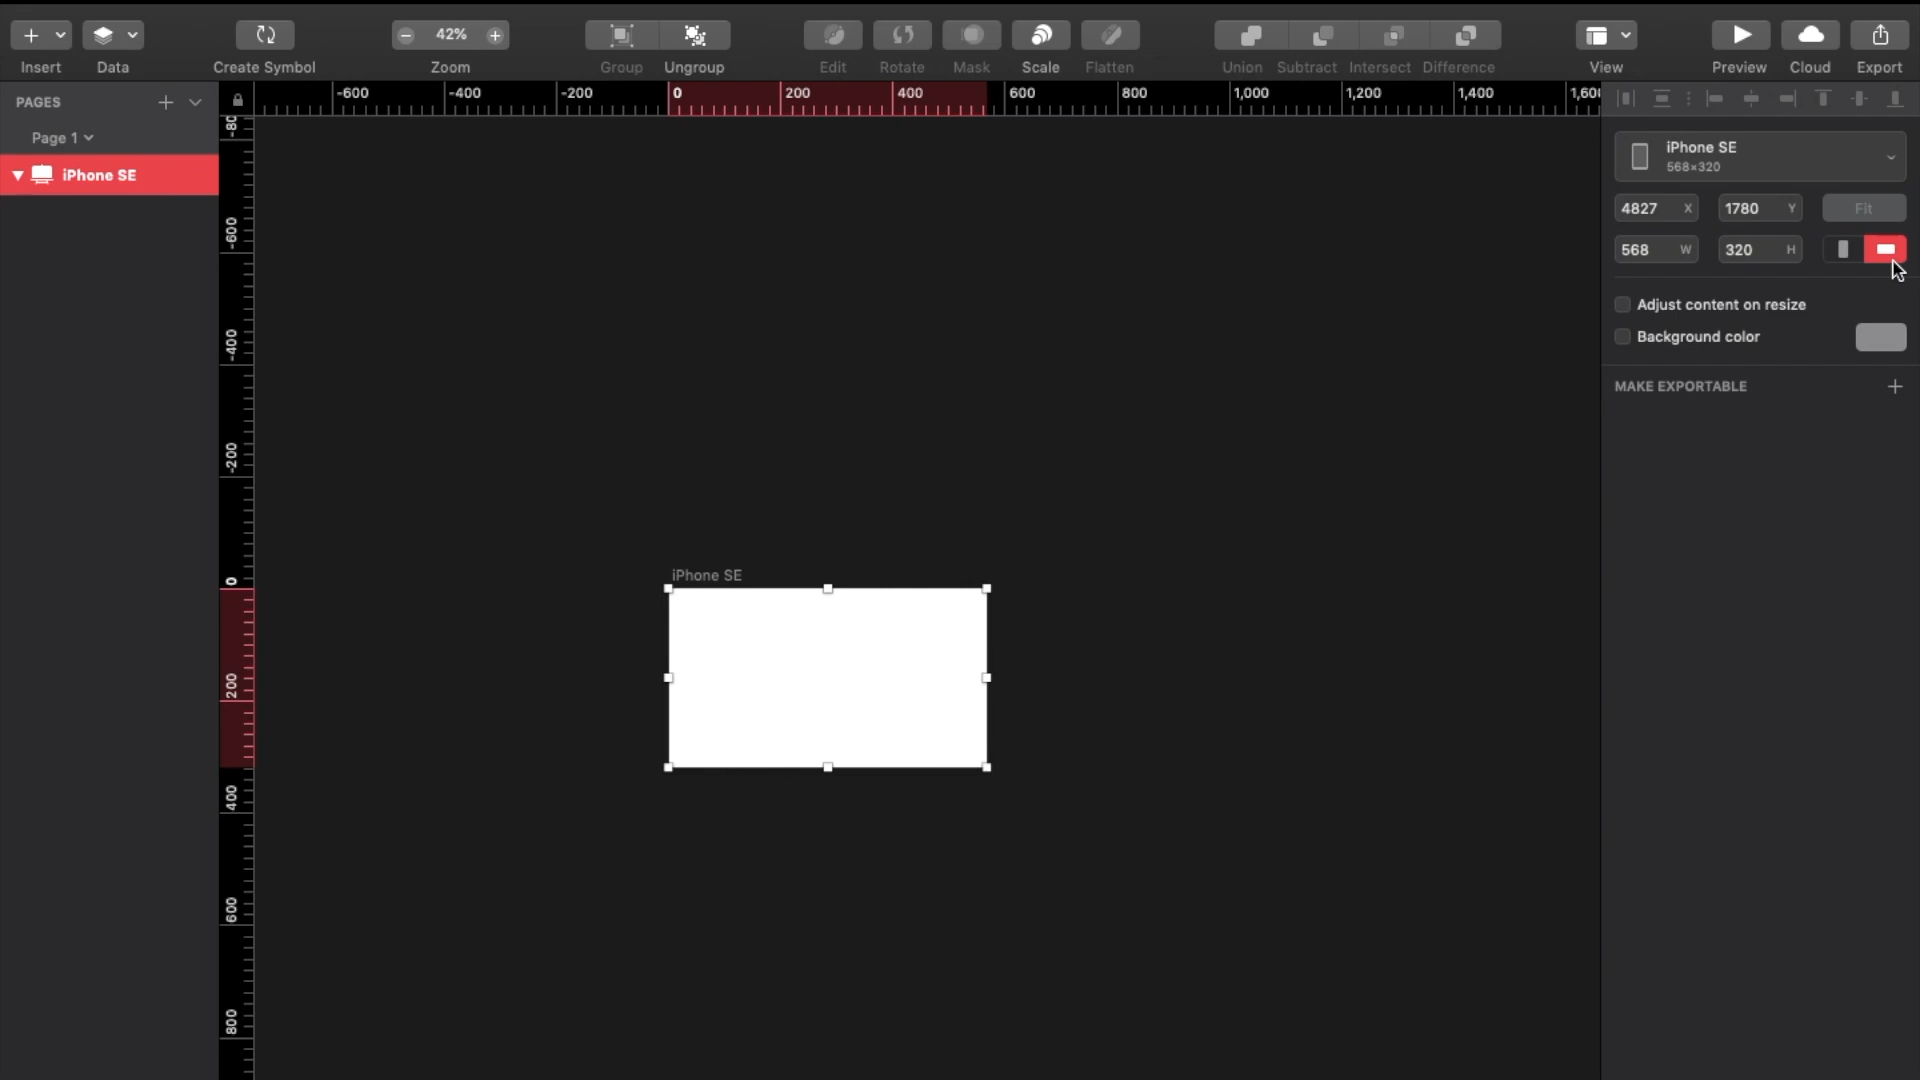 42%
Insert
Data
Create Symbol
Zoom
Group
Ungroup
Edit
Rotate
Mask
Scale
Flatten
Union
Subtract
Intersect
Difference
View
Preview
Cloud
Export
PAGES
Page 1
iPhone SE
-600
-400
-200
0
200
400
600
800
1,000
1,200
1,400
1,60
-80
-600
-400
-200
0
200
400
600
800
iPhone SE
iPhone SE
568×320
4827 X
1780 Y
Fit
568 W
320 H
Adjust content on resize
Background color
MAKE EXPORTABLE